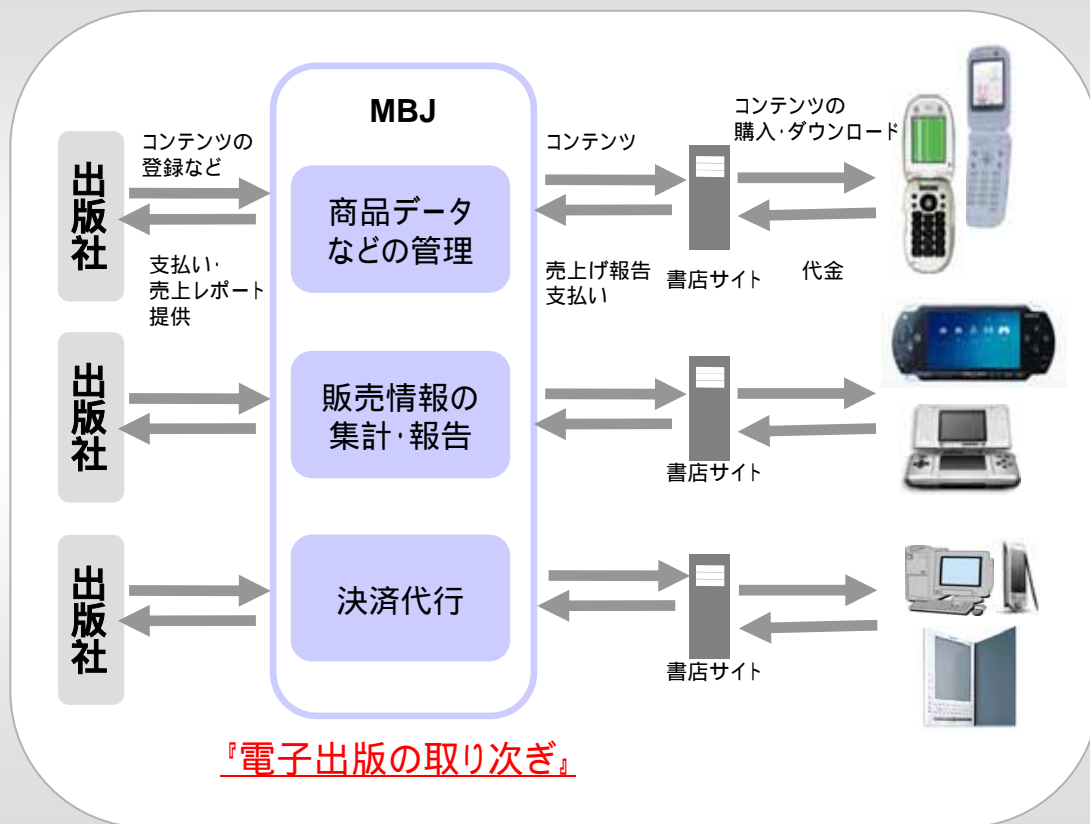 MBJ
コンテンツの
登録など
出版社
支払い・
売上レポート
提供
商品データ
などの管理
コンテンツ
売上げ報告
支払い
書店サイト
コンテンツの
購入・ダウンロード
代金
出版社
販売情報の
集計・報告
書店サイト
出版社
決済代行
書店サイト
『電子出版の取り次ぎ』